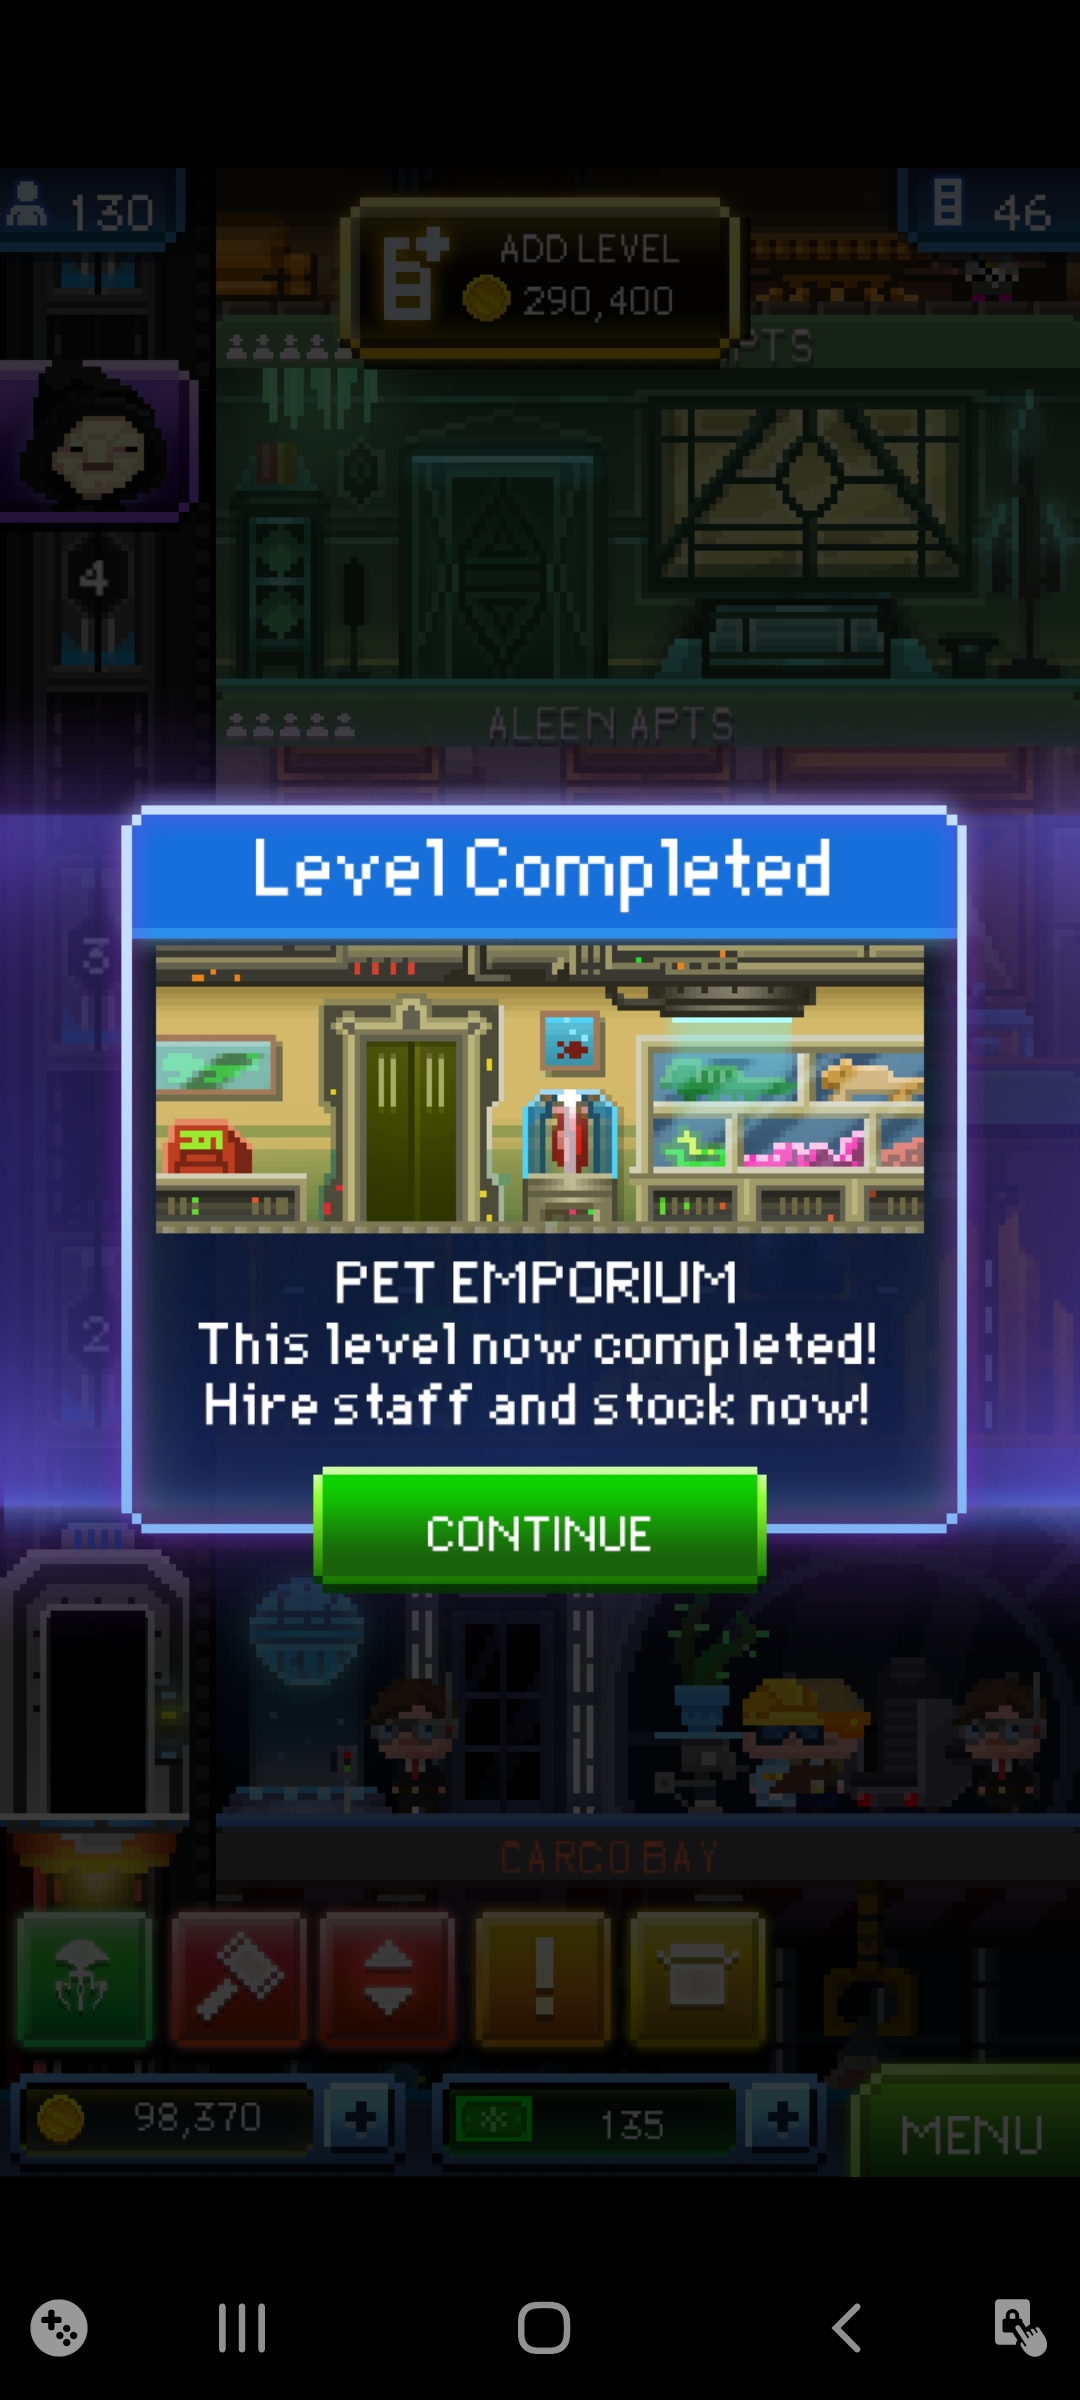 130
46
ADD LEVEL
290,400
PTS
4
ALEEN APTS
Level Completed
3
PET EMPORIUM
This level now completed!
2
Hire staff and stock now!
CONTINUE
CARGO BAY
98,370
135
MENU